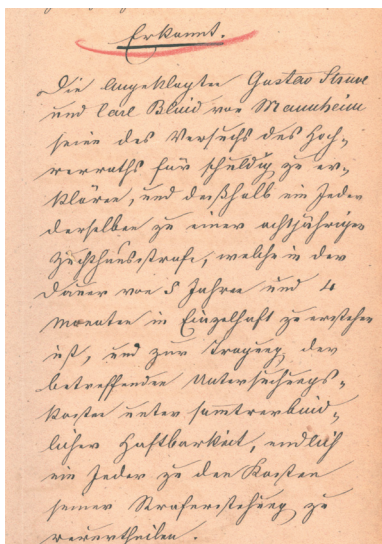 Erkannt.
Die Angeklagten Gustav Struve
und Carl Blind von Mannheim
seien des Versuchs des Hoch-
verraths für schuldig zu er-
klären, und deßhalb ein Jeder
derselben zu einer achtjährigen
Zuchthausstrafe, welche in der
Dauer von 5 Jahren und 4
Monaten in Einzelhaft zu erstehen
ist, und zur Tragung der
betreffenden Untersuchungs-
kosten unter sammtverbind-
licher Haftbarkeit, endlich
ein Jeder zu den Kosten
seiner Straferstehung zu
verurtheilen.